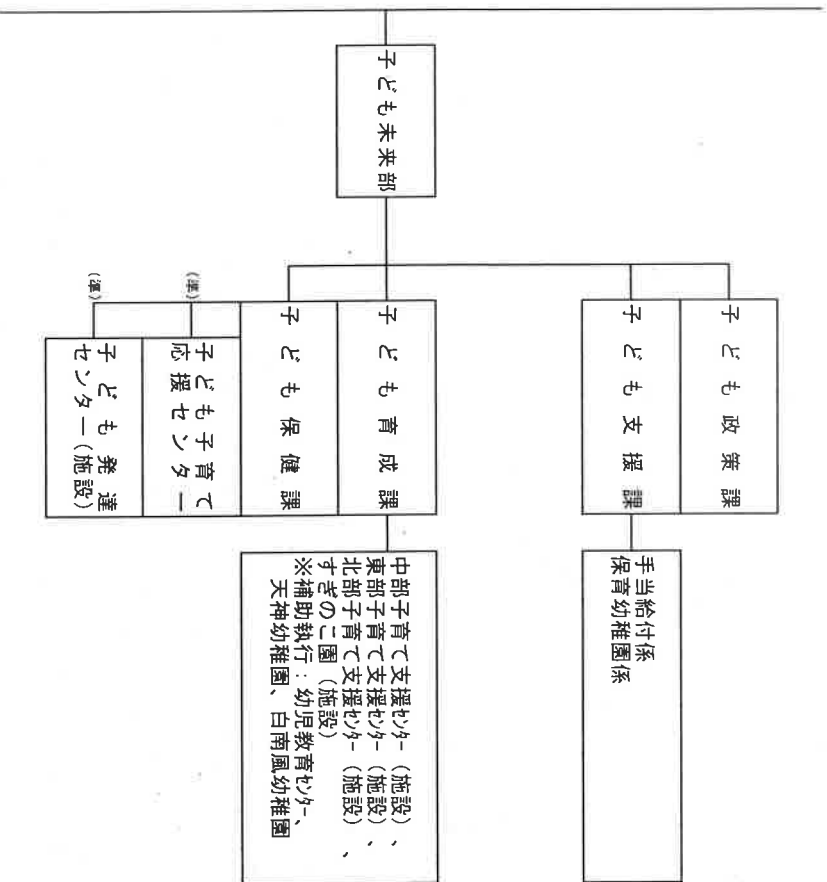 子ども未来部
子ども政策課
子ども支援課
手当給付係
保育幼稚園係
子ども育成課
中部子育て支援センター（施設）、
東部子育て支援センター（施設）、
北部子育て支援センター（施設）、
すぎのこ園（施設）
※補助執行：幼児教育センター、
天神幼稚園、白南風幼稚園
子ども保健課
(準)
子ども子育て
応援センター
(準)
子ども発達
センター(施設)